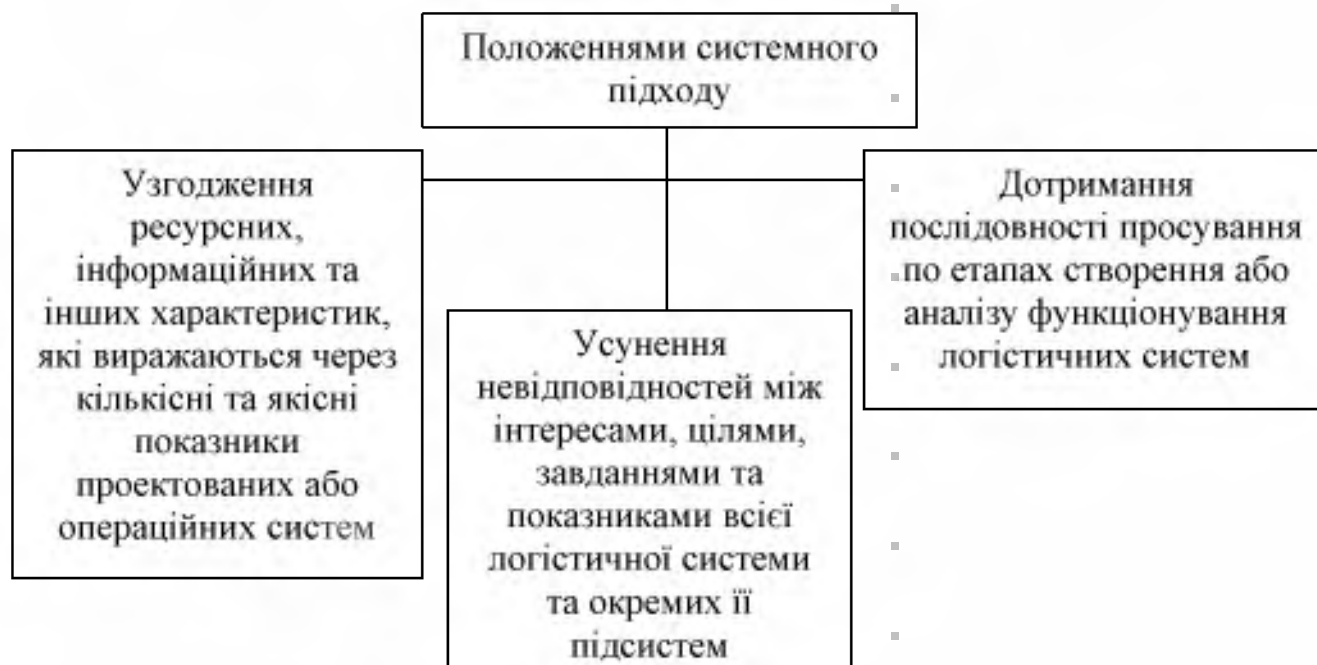 Положеннями системного
підходу
Узгодження
ресурсних,
інформаційних та
інших характеристик,
які виражаються через
кількісні та якісні
показники
проектованих або
операційних систем
Усунення
невідповідностей між
інтересами, цілями,
завданнями та
показниками всієї
логістичної системи
та окремих її
підсистем
Дотримання
послідовності просування
по етапах створення або
аналізу функціонування
логістичних систем